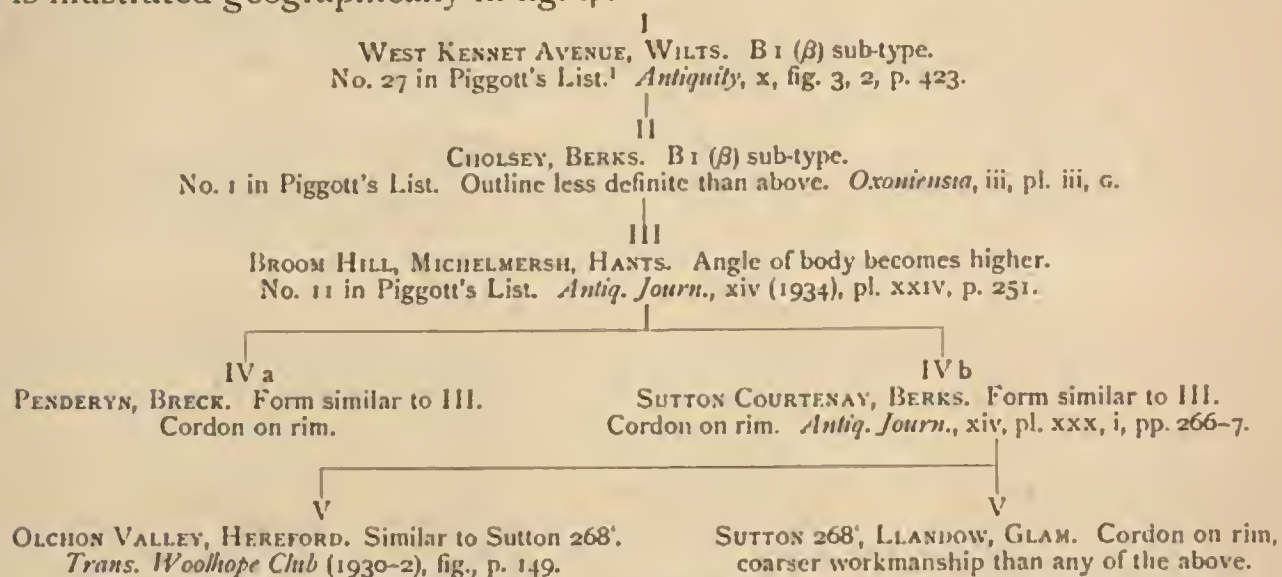 is illustrated geographically in fig. 4.
I
WEST KENNET AVENUE, WILTS. B 1 (β) sub-type.
No. 27 in Piggott's List.¹ Antiquity, x, fig. 3, 2, p. 423.
II
CHOLSEY, BERKS. B 1 (β) sub-type.
No. 1 in Piggott's List. Outline less definite than above. Oxoniensia, iii, pl. iii, G.
III
BROOM HILL, MICHELMERSH, HANTS. Angle of body becomes higher.
No. 11 in Piggott's List. Antiq. Journ., xiv (1934), pl. XXIV, p. 251.
IV a
PENDERYN, BRECK. Form similar to III.
Cordon on rim.
IV b
SUTTON COURTENAY, BERKS. Form similar to III.
Cordon on rim. Antiq. Journ., xiv, pl. XXX, i, pp. 266-7.
V
OLCHON VALLEY, HEREFORD. Similar to Sutton 268'.
Trans. Woolhope Club (1930-2), fig., p. 149.
V
SUTTON 268', LLANDOW, GLAM. Cordon on rim,
coarser workmanship than any of the above.